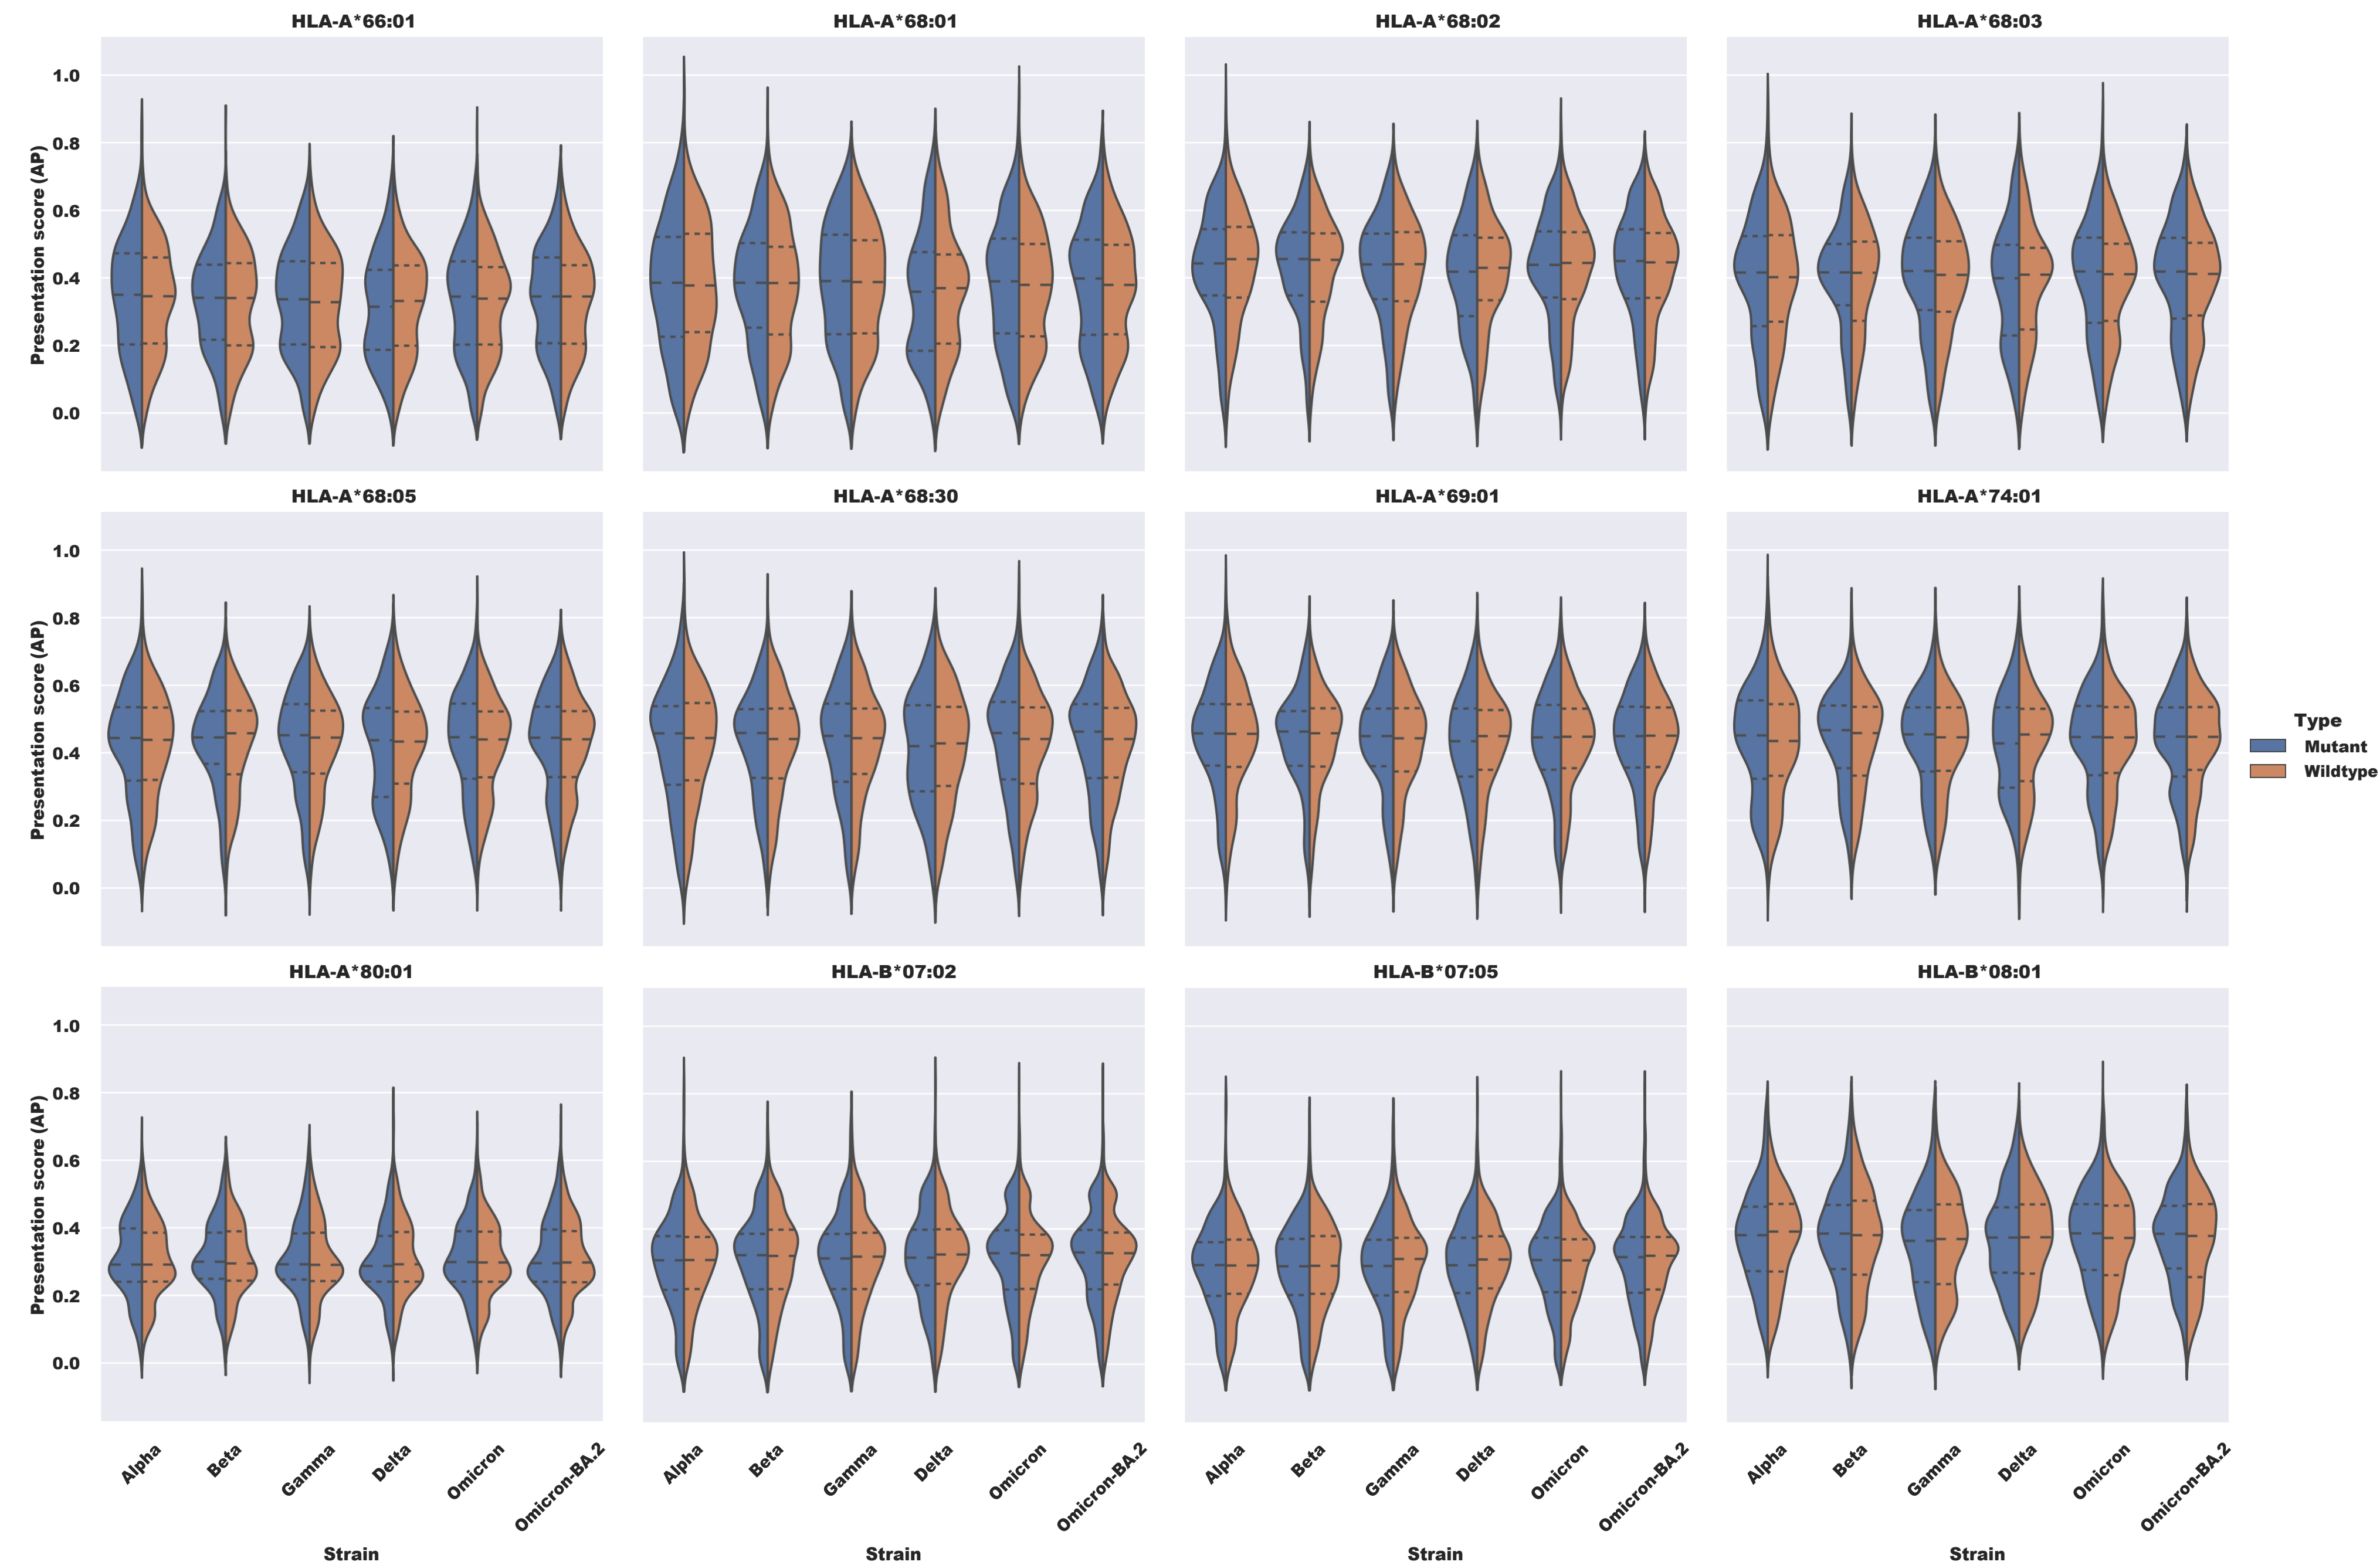 HLA-A*66:01
HLA-A*68:01
HLA-A*68:02
HLA-A*68:03
Presentation score (AP)
1.0
0.8
0.6
0.4
0.2
0.0
HLA-A*68:05
HLA-A*68:30
HLA-A*69:01
HLA-A*74:01
Presentation score (AP)
1.0
0.8
0.6
0.4
0.2
0.0
Type
Mutant
Wildtype
HLA-A*80:01
HLA-B*07:02
HLA-B*07:05
HLA-B*08:01
Presentation score (AP)
1.0
0.8
0.6
0.4
0.2
0.0
Alpha
Beta
Gamma
Delta
Omicron
Omicron-BA.2
Alpha
Beta
Gamma
Delta
Omicron
Omicron-BA.2
Alpha
Beta
Gamma
Delta
Omicron
Omicron-BA.2
Alpha
Beta
Gamma
Delta
Omicron
Omicron-BA.2
Strain
Strain
Strain
Strain